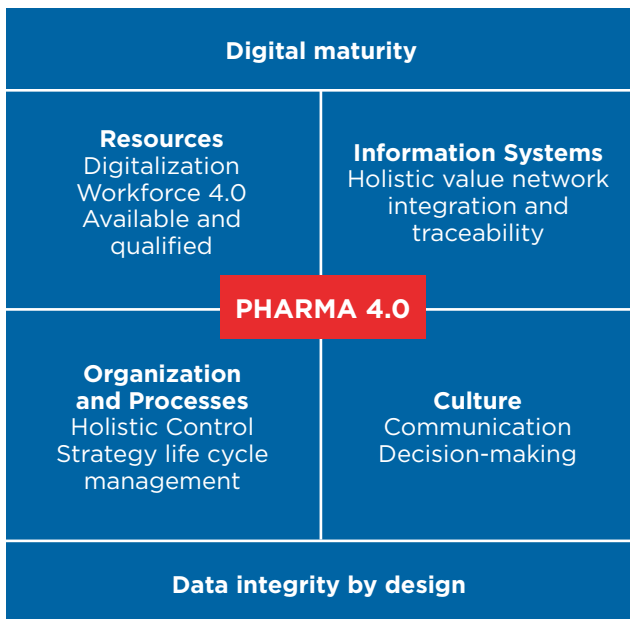 Digital maturity
Resources
Digitalization
Workforce 4.0
Available and
qualified
Information Systems
Holistic value network
integration and
traceability
PHARMA 4.0
Organization
and Processes
Holistic Control
Strategy life cycle
management
Culture
Communication
Decision-making
Data integrity by design